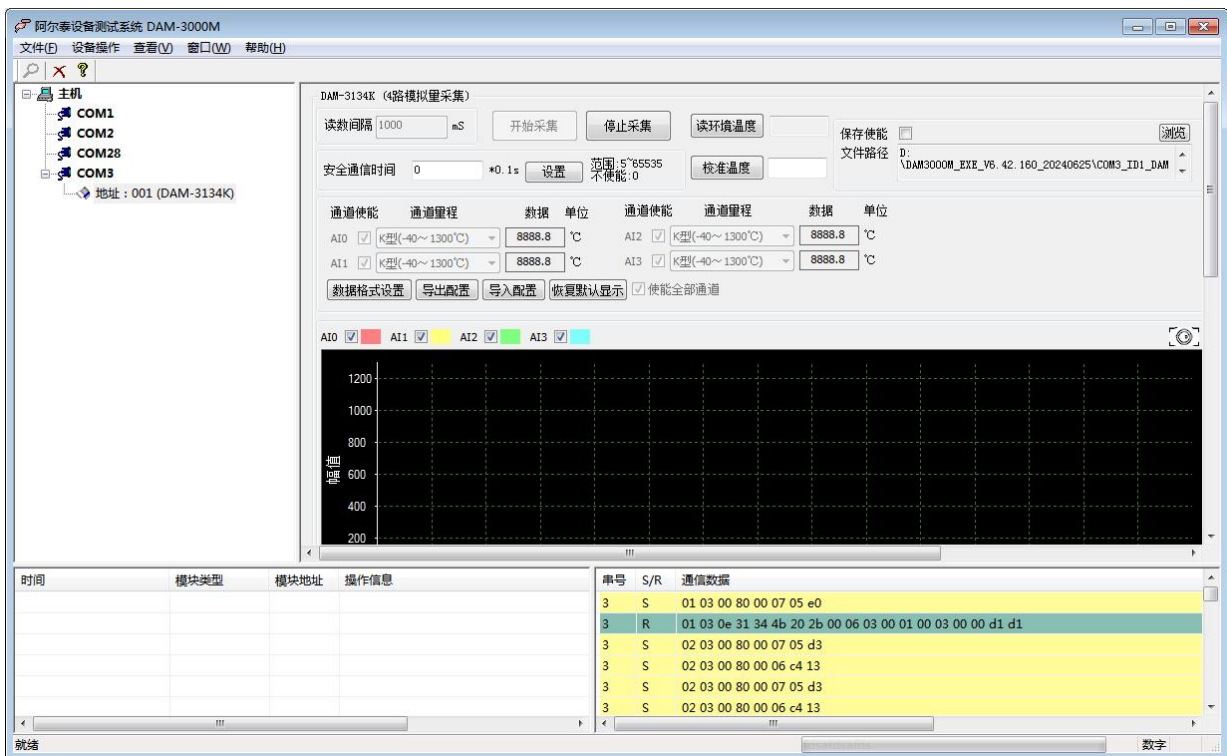 阿尔泰设备测试系统 DAM-3000M
文件(F) 设备操作 查看(V) 窗口(W) 帮助(H)
主机
COM1
COM2
COM28
COM3
地址：001 (DAM-3134K)
DAM-3134K (4路模拟量采集)
读数间隔 1000 mS 开始采集 停止采集 读环境温度
安全通信时间 0 *0.1s 设置 范围:5~65535
不使能:0
校准温度
保存使能 浏览
文件路径 D:
\DAM3000M_EXE_V6.42.160_20240625\COM3_ID1_DAM
通道使能 通道量程 数据 单位 通道使能 通道量程 数据 单位
AI0 K型(-40～1300℃) 8888.8 ℃ AI2 K型(-40～1300℃) 8888.8 ℃
AI1 K型(-40～1300℃) 8888.8 ℃ AI3 K型(-40～1300℃) 8888.8 ℃
数据格式设置 导出配置 导入配置 恢复默认显示 使能全部通道
AI0 AI1 AI2 AI3
1200
1000
800
600
400
200
幅值
时间 模块类型 模块地址 操作信息
串号 S/R 通信数据
3 S 01 03 00 80 00 07 05 e0
3 R 01 03 0e 31 34 4b 20 2b 00 06 03 00 01 00 03 00 00 d1 d1
3 S 02 03 00 80 00 07 05 d3
3 S 02 03 00 80 00 06 c4 13
3 S 02 03 00 80 00 07 05 d3
3 S 02 03 00 80 00 06 c4 13
就绪 数字